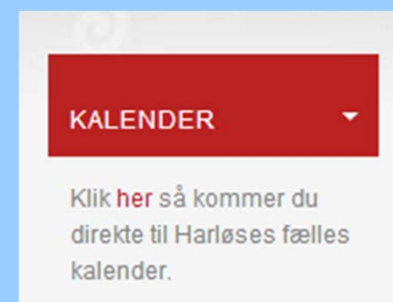 KALENDER
Klik her så kommer du
direkte til Harløses fælles
kalender.